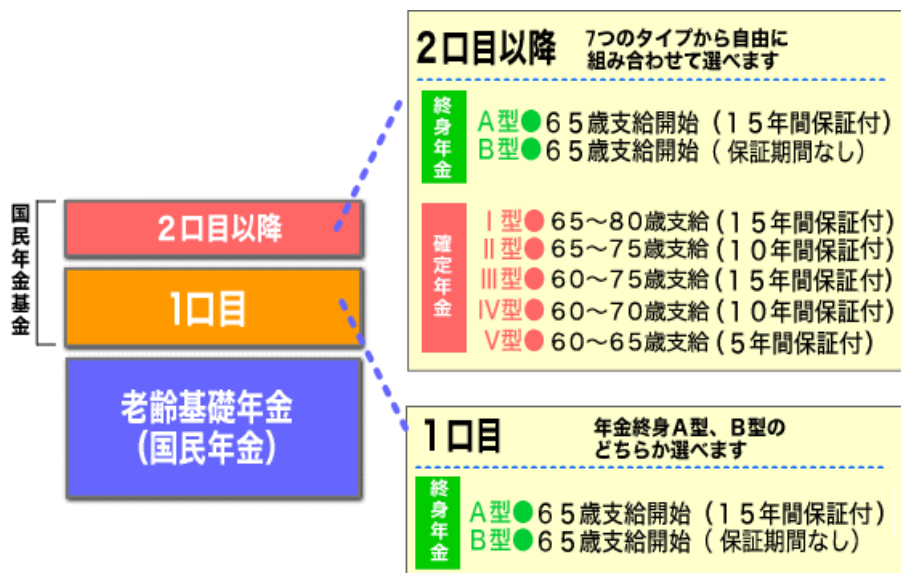 国民年金基金
2口目以降
1口目
老齢基礎年金
(国民年金)
2口目以降
7つのタイプから自由に
組み合わせて選べます
終身年金
A型●65歳支給開始(15年間保証付)
B型●65歳支給開始(保証期間なし)
確定年金
I型●65〜80歳支給(15年間保証付)
II型●65〜75歳支給(10年間保証付)
III型●60〜75歳支給(15年間保証付)
IV型●60〜70歳支給(10年間保証付)
V型●60〜65歳支給(5年間保証付)
1口目
年金終身A型、B型の
どちらか選べます
終身年金
A型●65歳支給開始(15年間保証付)
B型●65歳支給開始(保証期間なし)